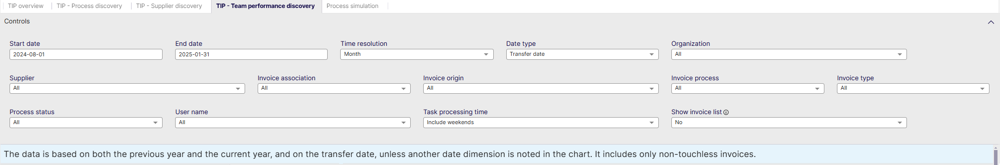 TIP overview TIP - Process discovery TIP - Supplier discovery TIP - Team performance discovery Process simulation
Controls
Start date End date Time resolution Date type Organization
2024-08-01 2025-01-31 Month Transfer date All
Supplier Invoice association Invoice origin Invoice process Invoice type
All All All All All
Process status User name Task processing time Show invoice list
All All Include weekends No
The data is based on both the previous year and the current year, and on the transfer date, unless another date dimension is noted in the chart. It includes only non-touchless invoices.